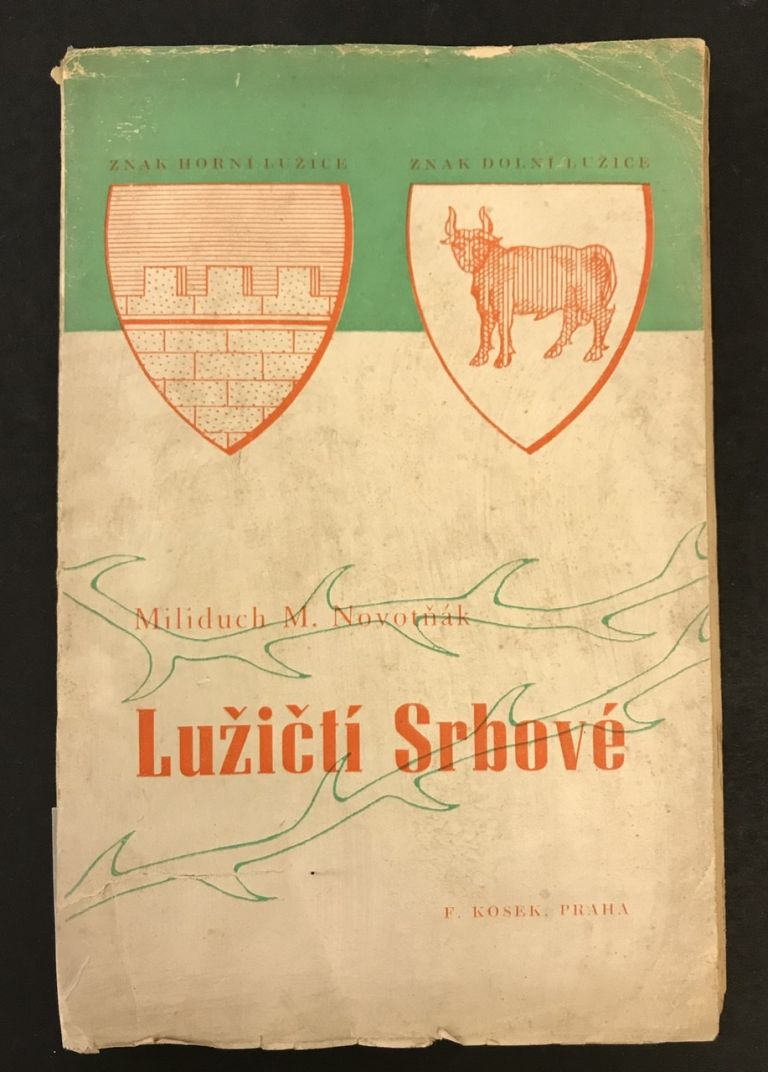 ZNAK HORNÍ LUŽICE
ZNAK DOLNÍ LUŽICE
Miliduch M. Novotňák
Lužičtí Srbové
F. KOSEK, PRAHA